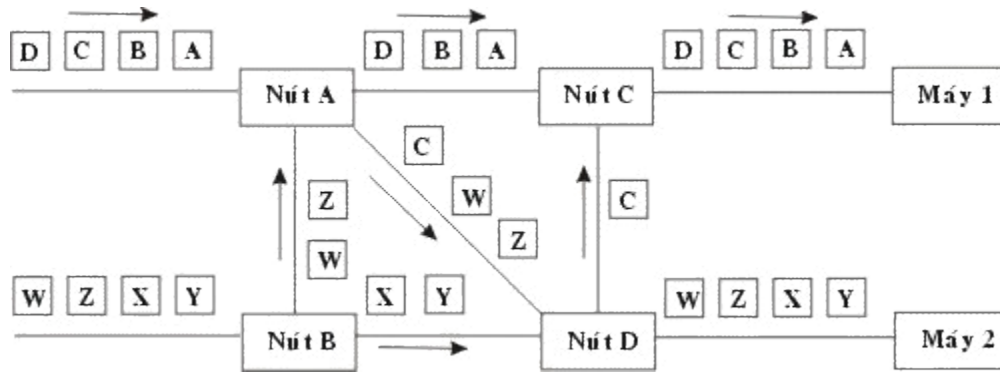 D C B A D B A D C B A
Nút A Nút C Máy 1
C
Z W C
W Z
W Z X Y X Y W Z X Y
Nút B Nút D Máy 2